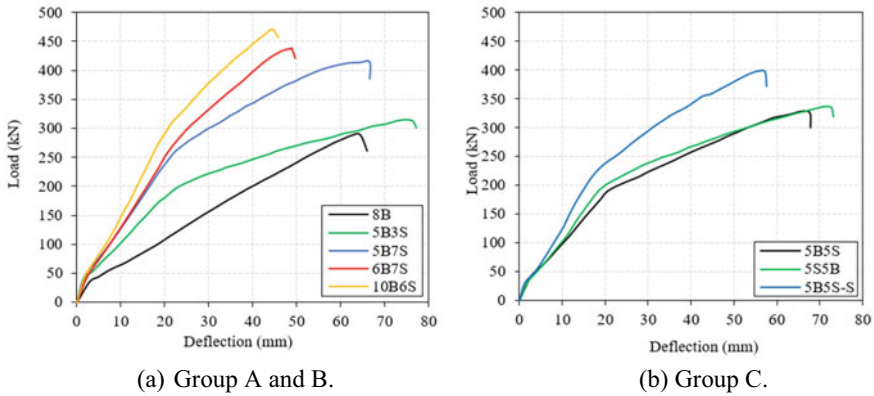 500
450
400
350
300
250
200
150
100
50
0
Load (kN)
0 10 20 30 40 50 60 70 80
Deflection (mm)
8B
5B3S
5B7S
6B7S
10B6S
(a) Group A and B.
500
450
400
350
300
250
200
150
100
50
0
Load (kN)
0 10 20 30 40 50 60 70 80
Deflection (mm)
5B5S
5S5B
5B5S-S
(b) Group C.